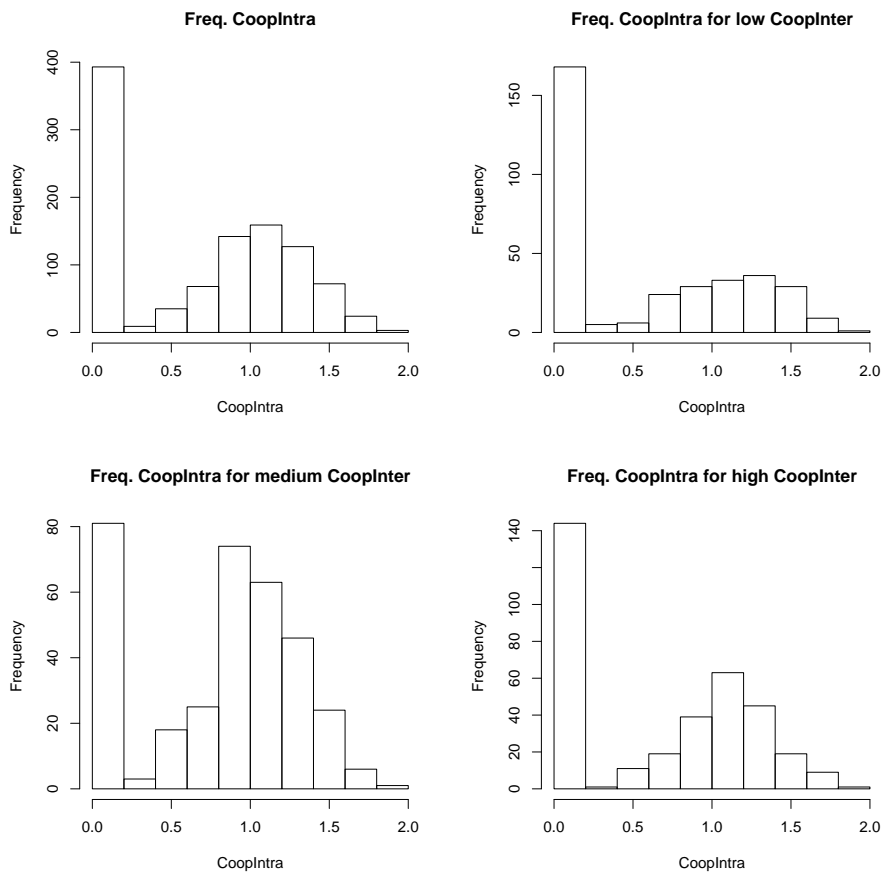 Freq. CoopIntra
Frequency
400
300
200
100
0
0.0 0.5 1.0 1.5 2.0
CoopIntra
Freq. CoopIntra for low CoopInter
Frequency
150
100
50
0
0.0 0.5 1.0 1.5 2.0
CoopIntra
Freq. CoopIntra for medium CoopInter
Frequency
80
60
40
20
0
0.0 0.5 1.0 1.5 2.0
CoopIntra
Freq. CoopIntra for high CoopInter
Frequency
140
100
60
40
20
0
0.0 0.5 1.0 1.5 2.0
CoopIntra